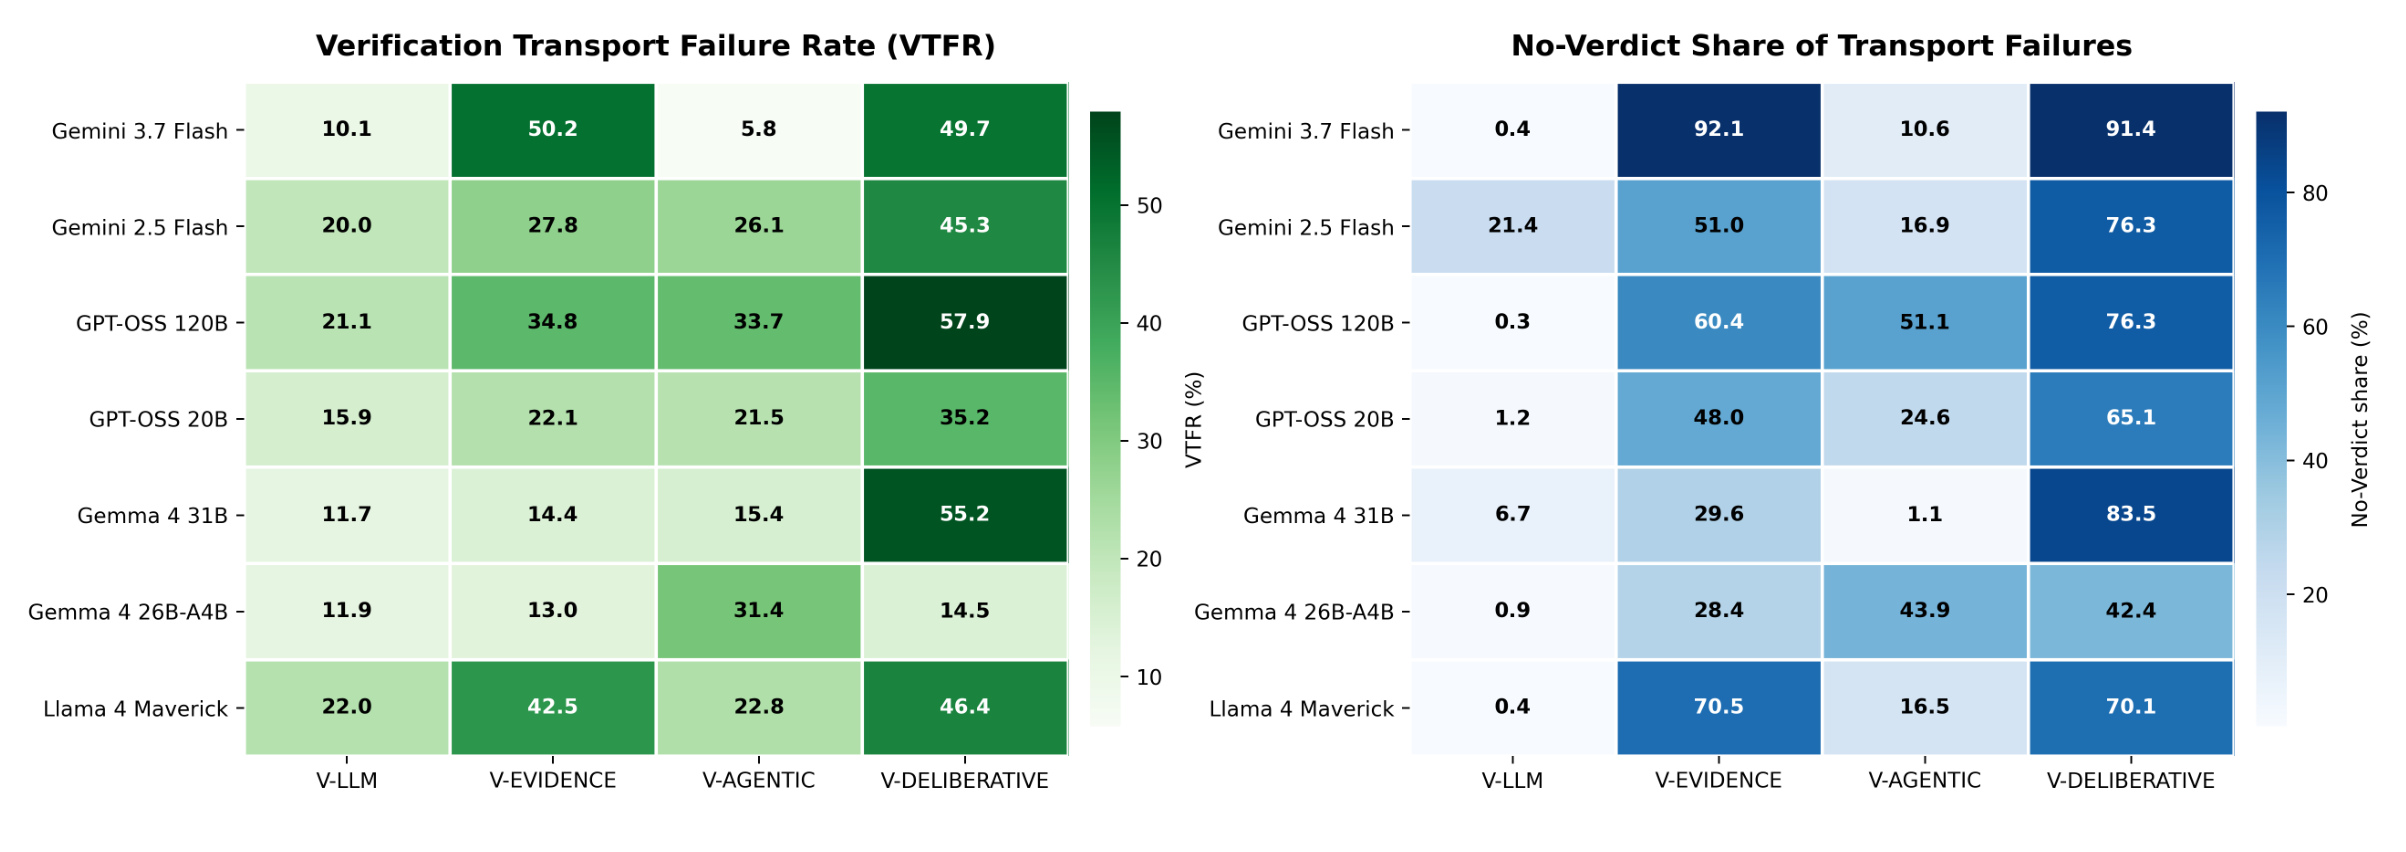 Verification Transport Failure Rate (VTFR)
Gemini 3.7 Flash 10.1 50.2 5.8 49.7
Gemini 2.5 Flash 20.0 27.8 26.1 45.3
GPT-OSS 120B 21.1 34.8 33.7 57.9
GPT-OSS 20B 15.9 22.1 21.5 35.2
Gemma 4 31B 11.7 14.4 15.4 55.2
Gemma 4 26B-A4B 11.9 13.0 31.4 14.5
Llama 4 Maverick 22.0 42.5 22.8 46.4
V-LLM V-EVIDENCE V-AGENTIC V-DELIBERATIVE
50
40
30
20
10
VTFR (%)
No-Verdict Share of Transport Failures
Gemini 3.7 Flash 0.4 92.1 10.6 91.4
Gemini 2.5 Flash 21.4 51.0 16.9 76.3
GPT-OSS 120B 0.3 60.4 51.1 76.3
GPT-OSS 20B 1.2 48.0 24.6 65.1
Gemma 4 31B 6.7 29.6 1.1 83.5
Gemma 4 26B-A4B 0.9 28.4 43.9 42.4
Llama 4 Maverick 0.4 70.5 16.5 70.1
V-LLM V-EVIDENCE V-AGENTIC V-DELIBERATIVE
80
60
40
20
No-Verdict share (%)